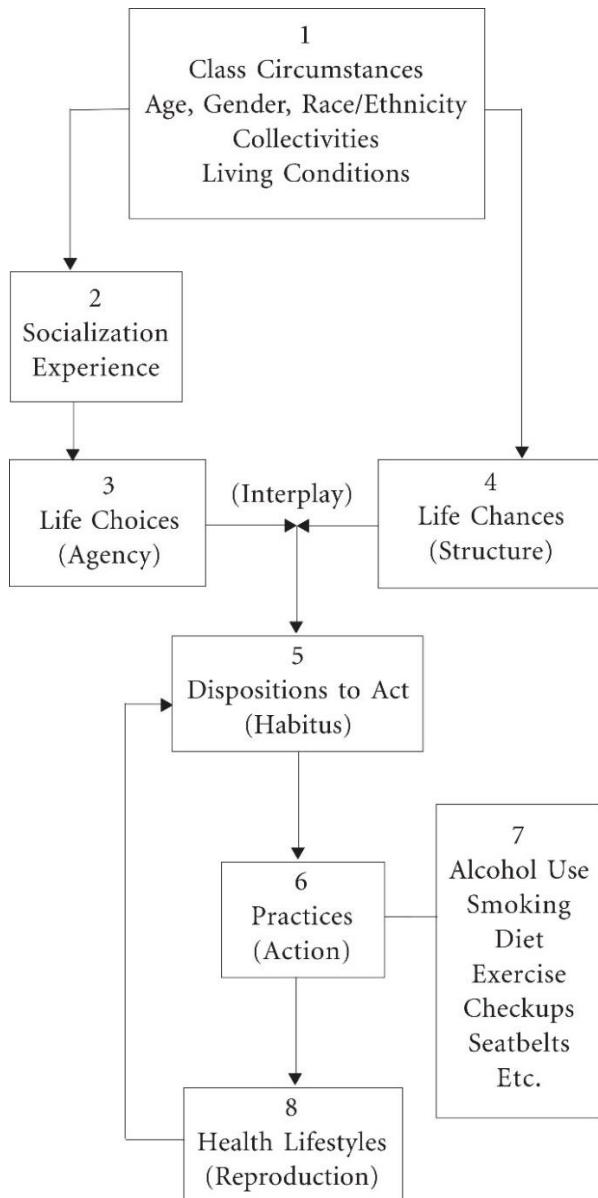 1
Class Circumstances
Age, Gender, Race/Ethnicity
Collectivities
Living Conditions
2
Socialization
Experience
3
Life Choices
(Agency)
(Interplay)
4
Life Chances
(Structure)
5
Dispositions to Act
(Habitus)
6
Practices
(Action)
7
Alcohol Use
Smoking
Diet
Exercise
Checkups
Seatbelts
Etc.
8
Health Lifestyles
(Reproduction)